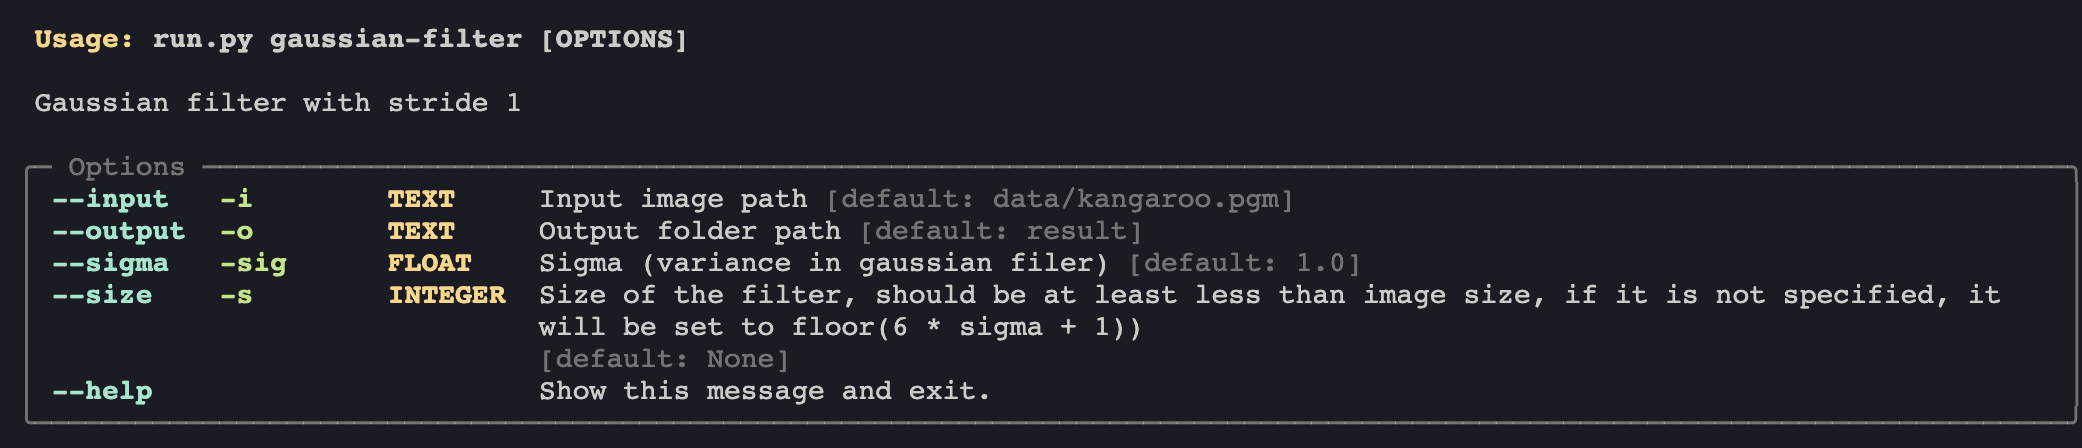 Usage: run.py gaussian-filter [OPTIONS]
Gaussian filter with stride 1
Options
--input -i TEXT Input image path [default: data/kangaroo.pgm]
--output -o TEXT Output folder path [default: result]
--sigma -sig FLOAT Sigma (variance in gaussian filer) [default: 1.0]
--size -s INTEGER Size of the filter, should be at least less than image size, if it is not specified, it
will be set to floor(6 * sigma + 1))
[default: None]
--help Show this message and exit.